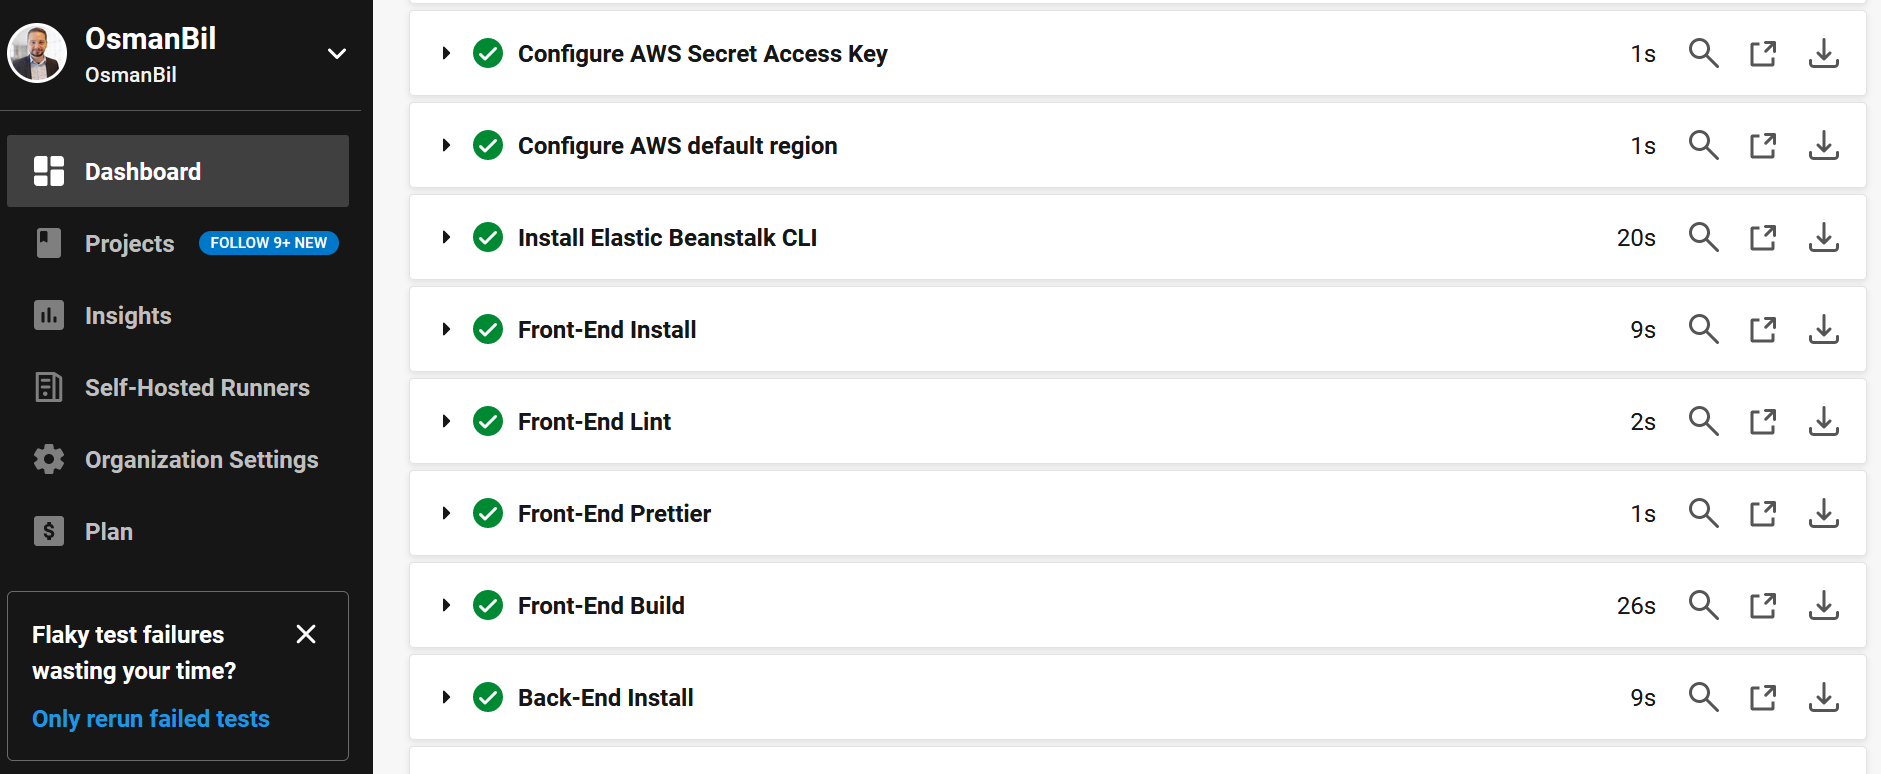 OsmanBil
OsmanBil
Dashboard
Projects FOLLOW 9+ NEW
Insights
Self-Hosted Runners
Organization Settings
Plan
Flaky test failures
wasting your time?
Only rerun failed tests
Configure AWS Secret Access Key 1s
Configure AWS default region 1s
Install Elastic Beanstalk CLI 20s
Front-End Install 9s
Front-End Lint 2s
Front-End Prettier 1s
Front-End Build 26s
Back-End Install 9s